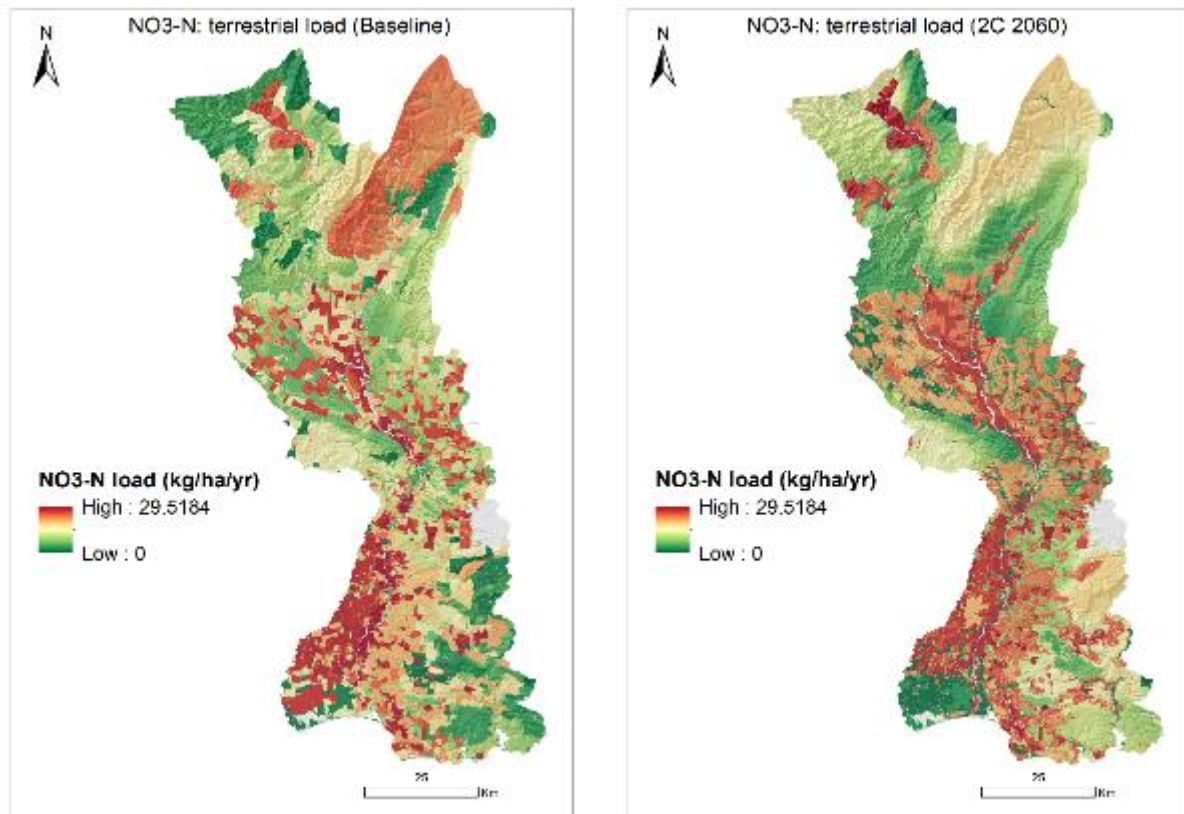 NO3-N: terrestrial load (Baseline)
N
NO3-N load (kg/ha/yr)
High : 29.5184
Low : 0
25
Km
NO3-N: terrestrial load (2C 2060)
N
NO3-N load (kg/ha/yr)
High : 29.5184
Low : 0
25
Km